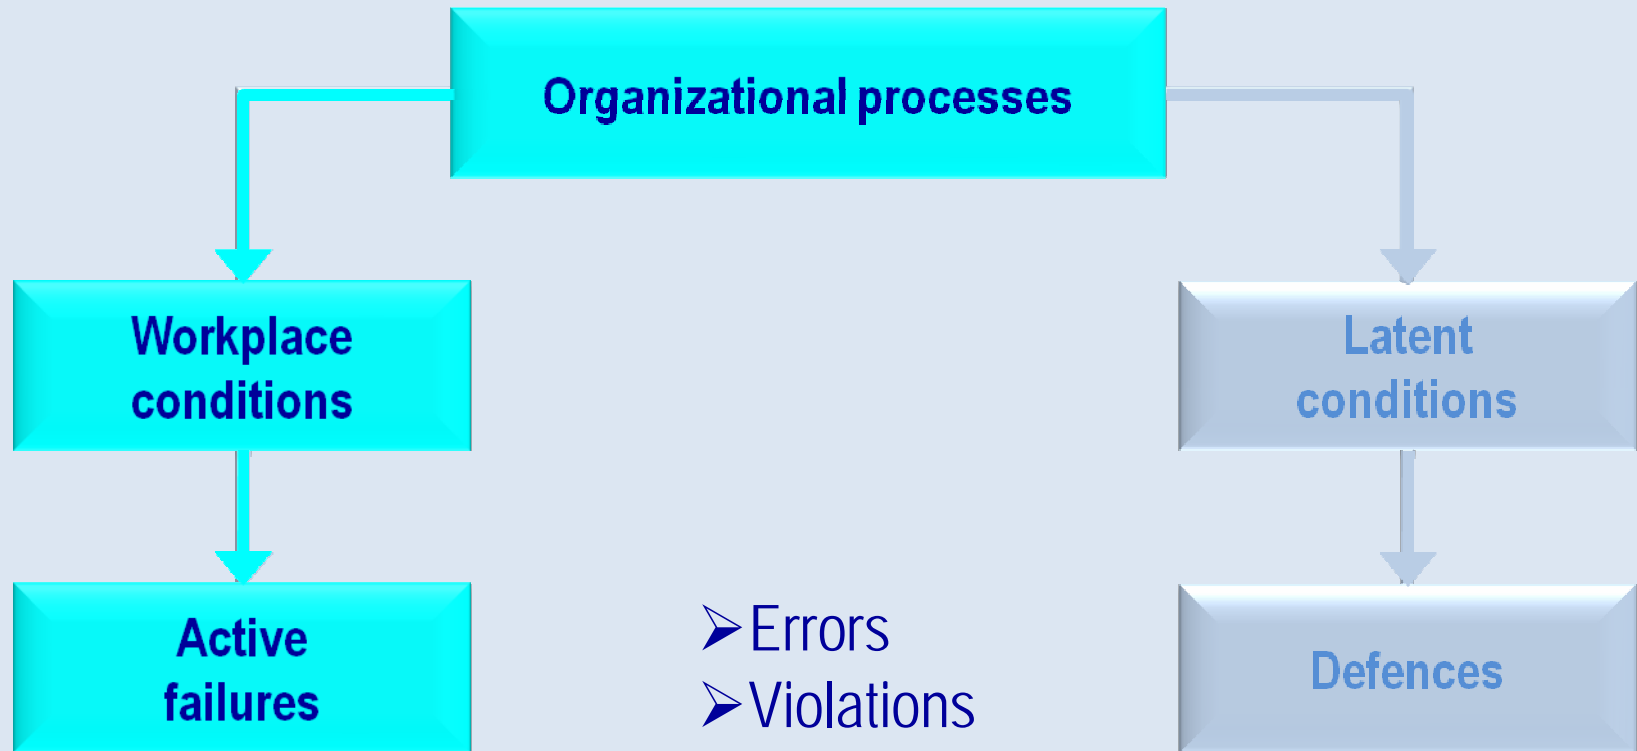 Organizational processes
Workplace
conditions
Latent
conditions
Active
failures
➢Errors
➢Violations
Defences